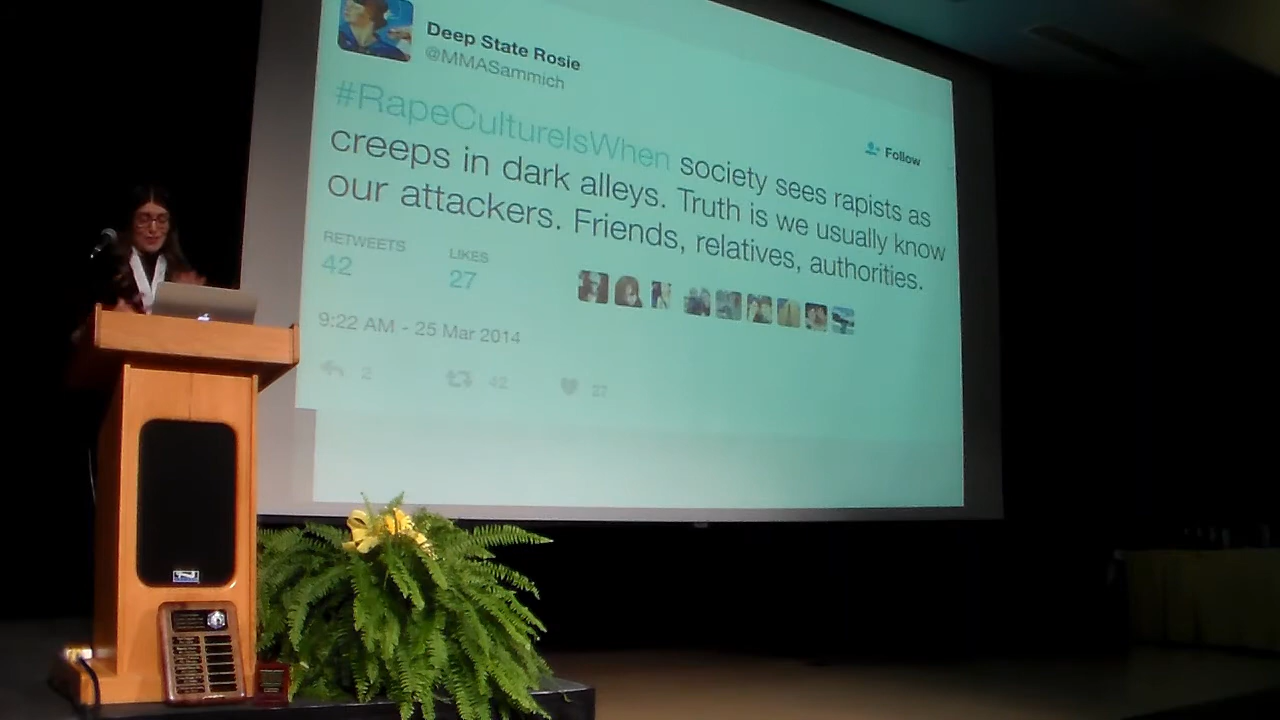 Deep State Rosie
@MMASammich
Follow
#RapeCultureIsWhen society sees rapists as
creeps in dark alleys. Truth is we usually know
our attackers. Friends, relatives, authorities.
RETWEETS LIKES
42 27
9:22 AM - 25 Mar 2014
2 42 27